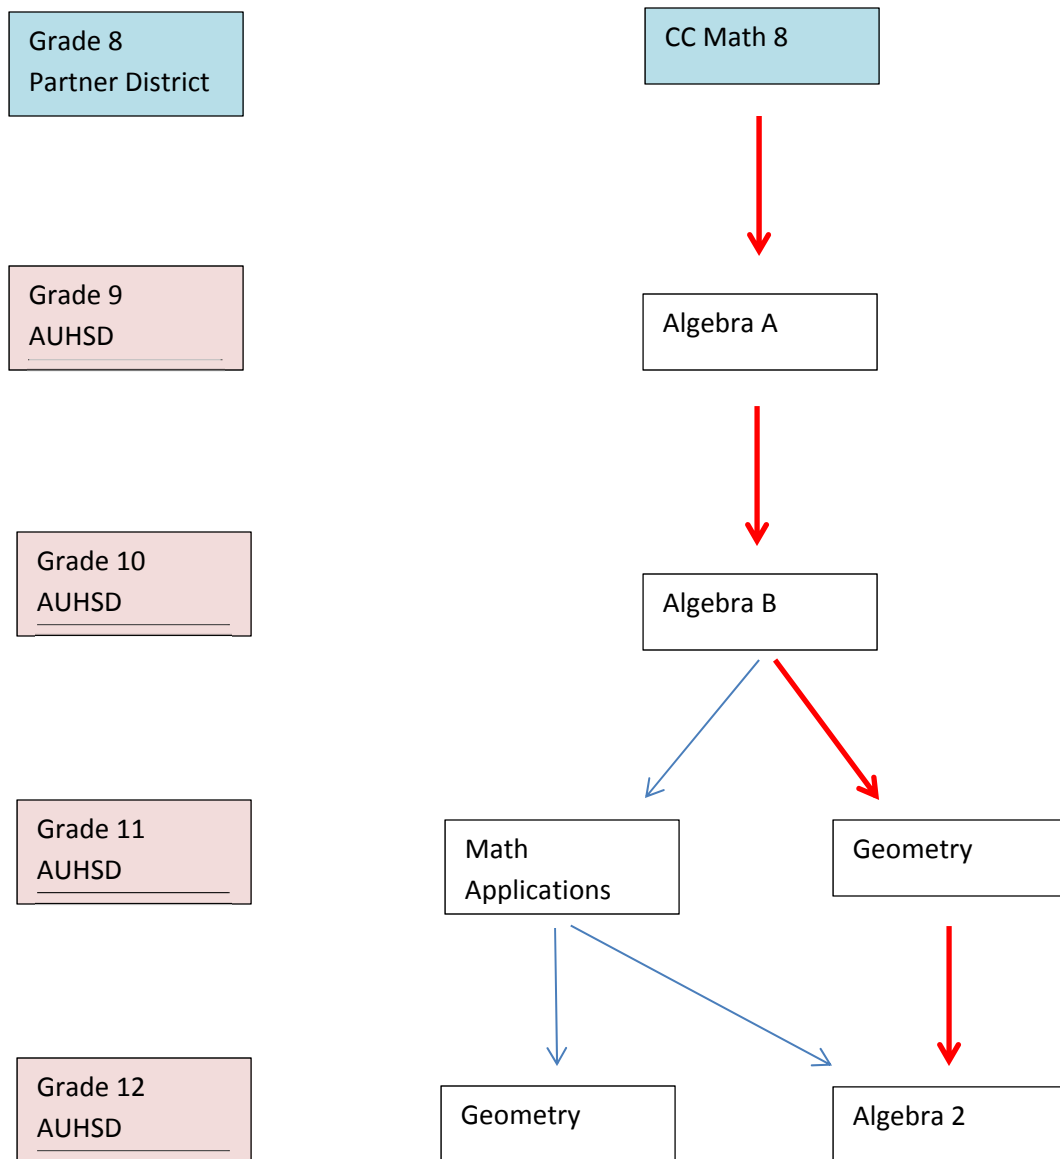 Grade 8
Partner District
CC Math 8
Grade 9
AUHSD
Algebra A
Grade 10
AUHSD
Algebra B
Grade 11
AUHSD
Math
Applications
Geometry
Grade 12
AUHSD
Geometry
Algebra 2